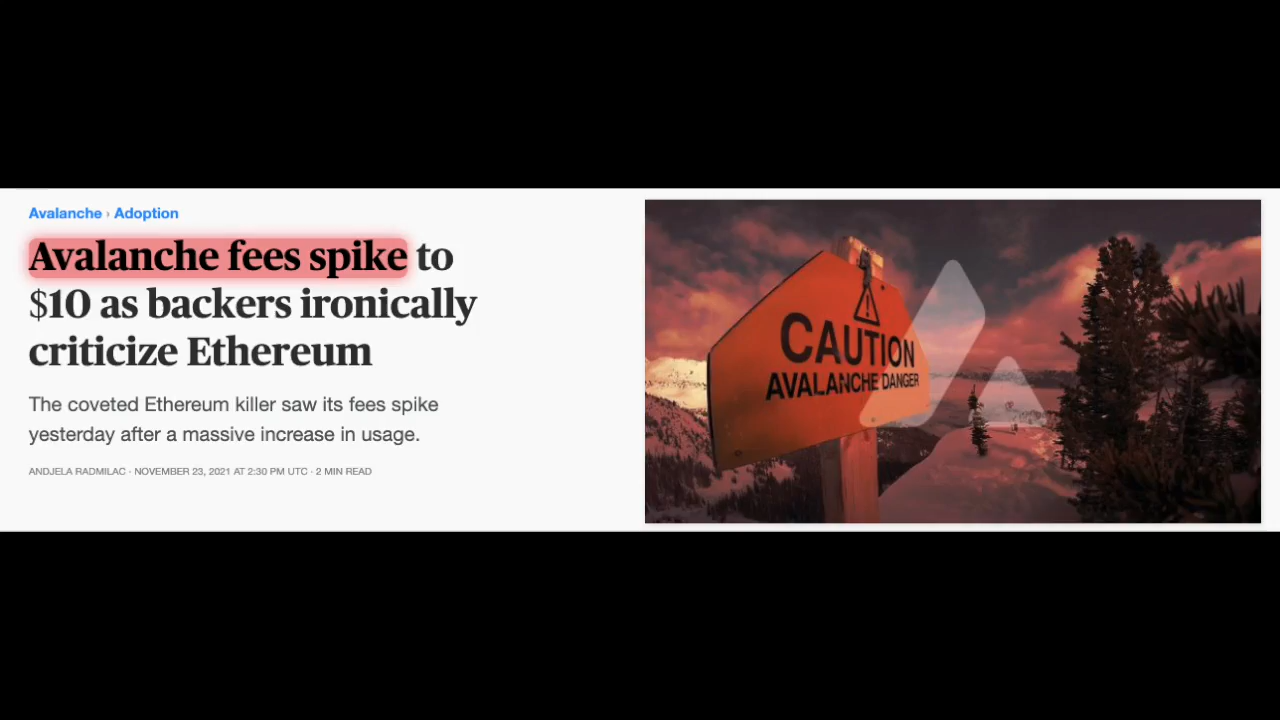 Avalanche › Adoption
Avalanche fees spike to
$10 as backers ironically
criticize Ethereum
The coveted Ethereum killer saw its fees spike
yesterday after a massive increase in usage.
ANDJELA RADMILAC · NOVEMBER 23, 2021 AT 2:30 PM UTC · 2 MIN READ
CAUTION
AVALANCHE DANGER